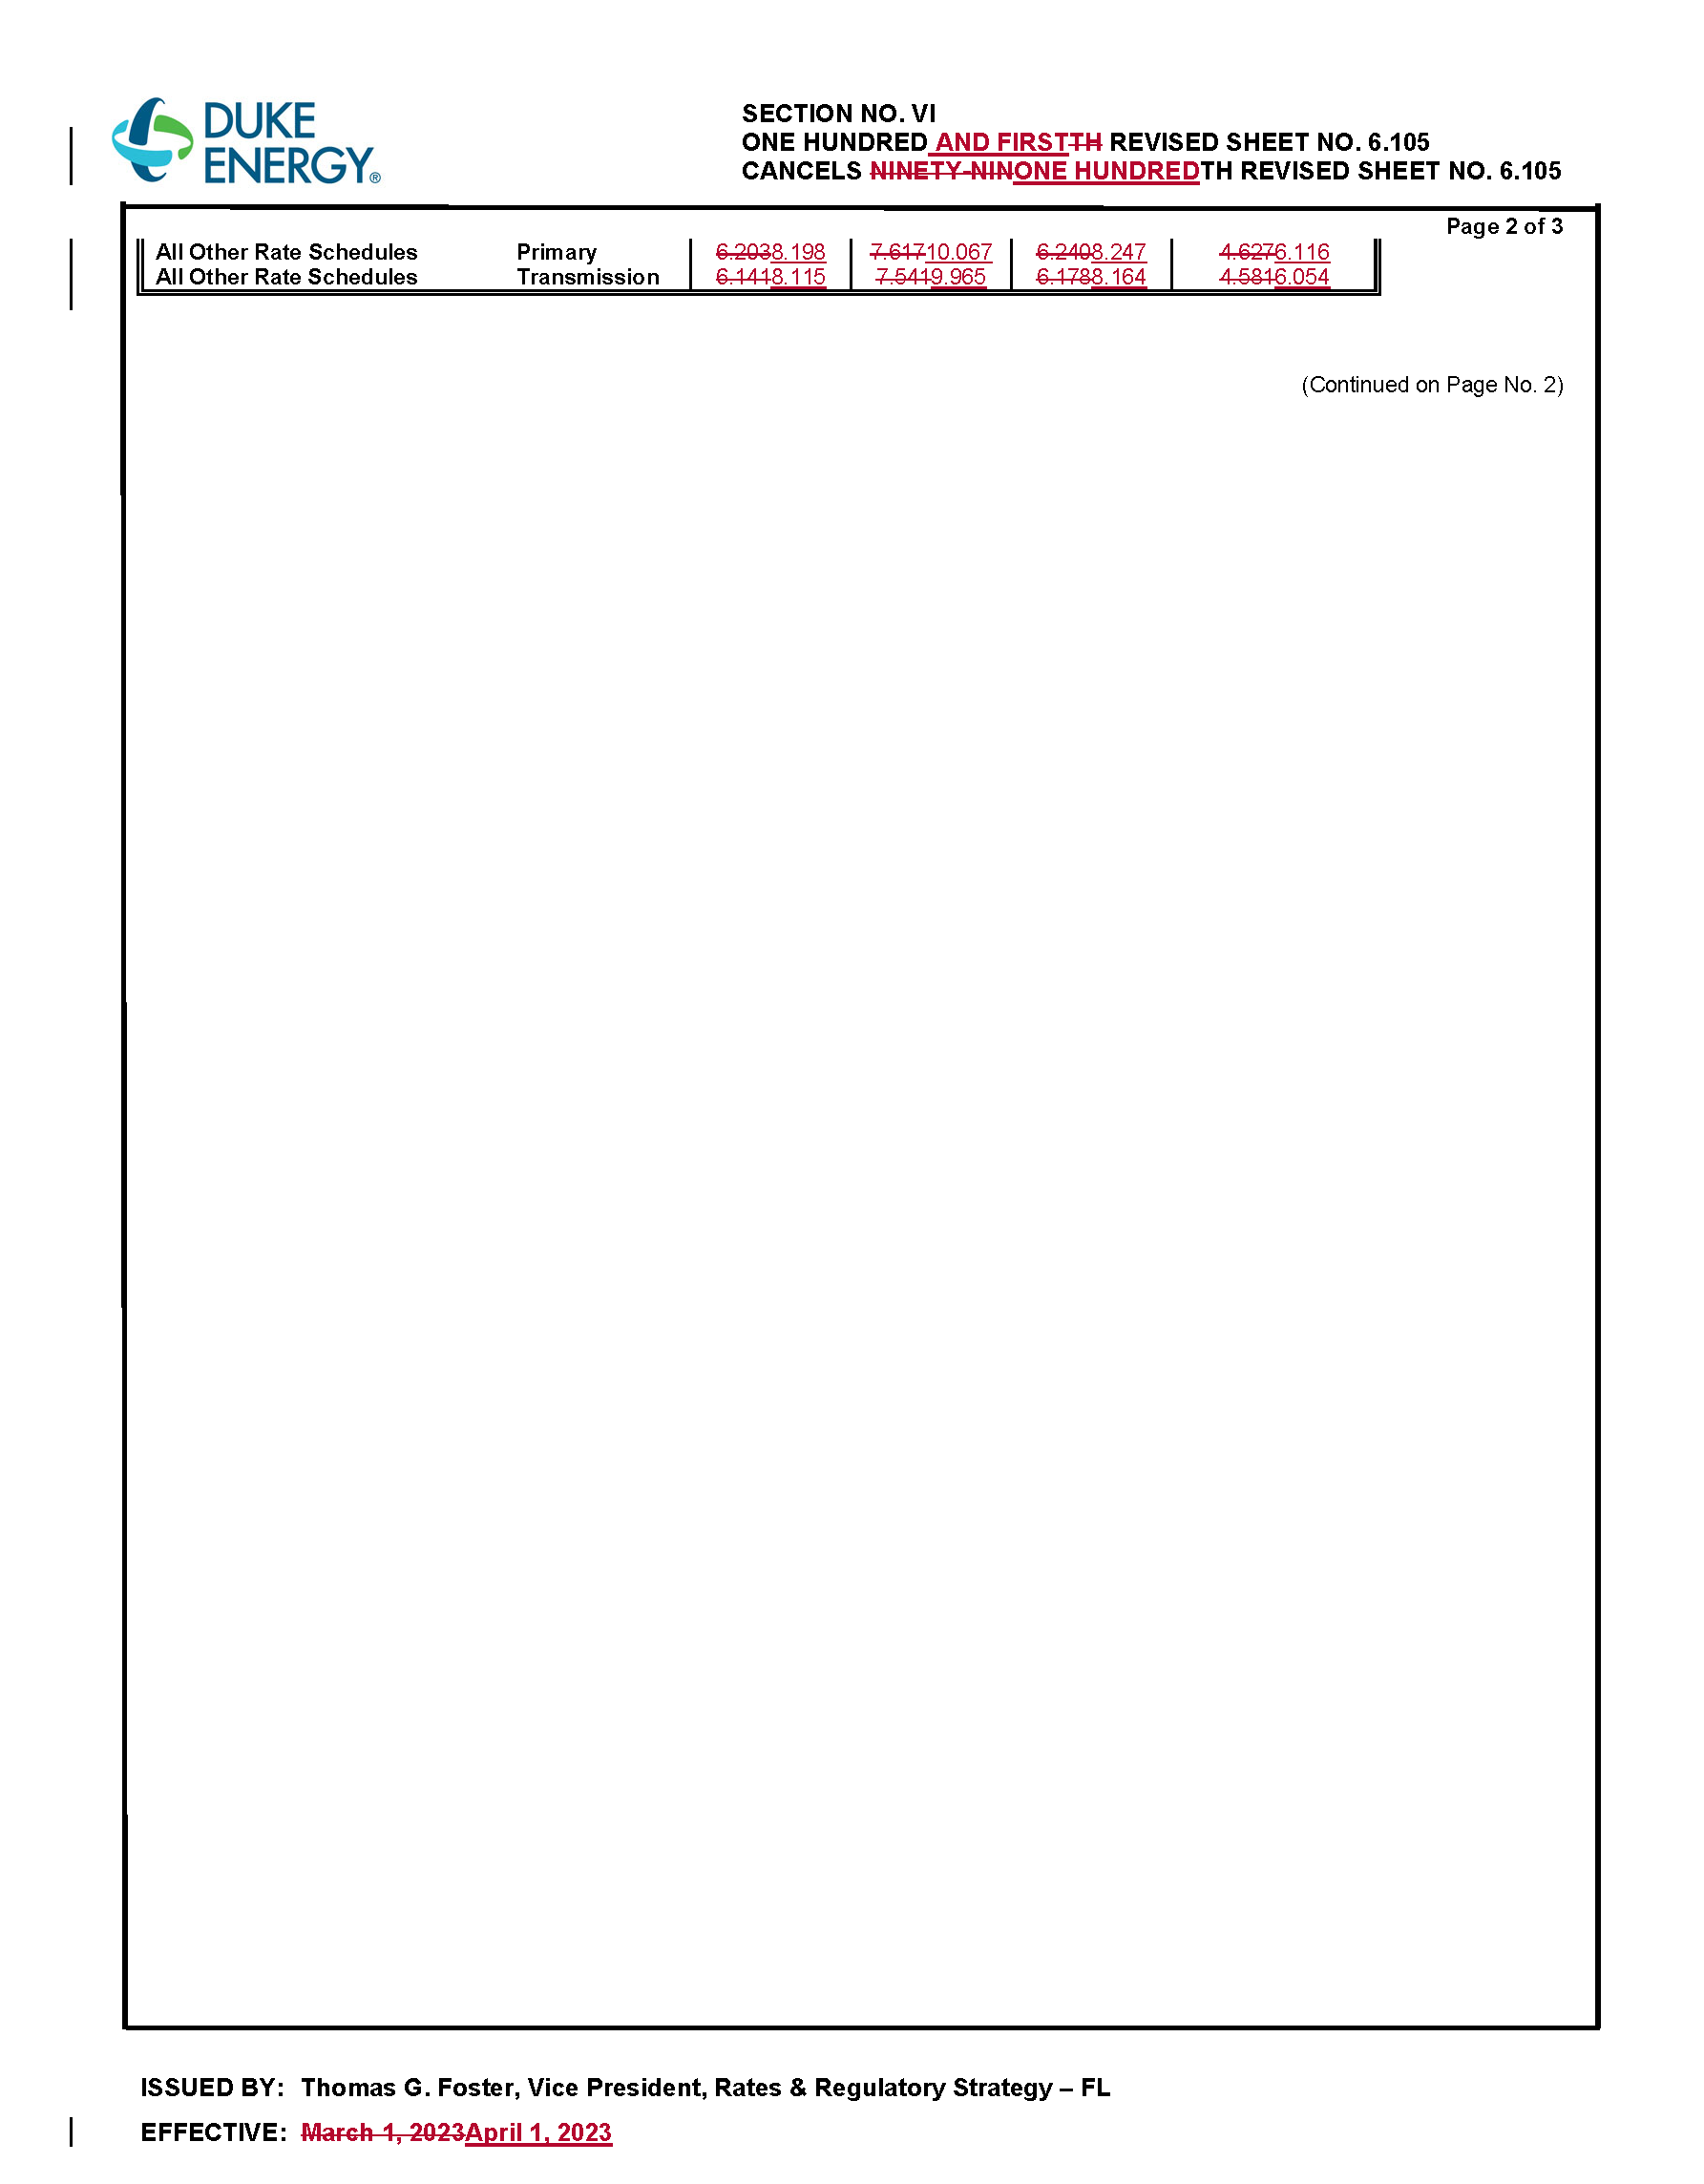 DUKE
ENERGY®
SECTION NO. VI
ONE HUNDRED AND FIRSTTH REVISED SHEET NO. 6.105
CANCELS NINETY-NINONE HUNDREDTH REVISED SHEET NO. 6.105
Page 2 of 3
All Other Rate Schedules Primary 6.2038.198 7.61710.067 6.2408.247 4.6276.116
All Other Rate Schedules Transmission 6.1418.115 7.5419.965 6.1788.164 4.5816.054
(Continued on Page No. 2)
ISSUED BY: Thomas G. Foster, Vice President, Rates & Regulatory Strategy – FL
EFFECTIVE: March 1, 2023April 1, 2023